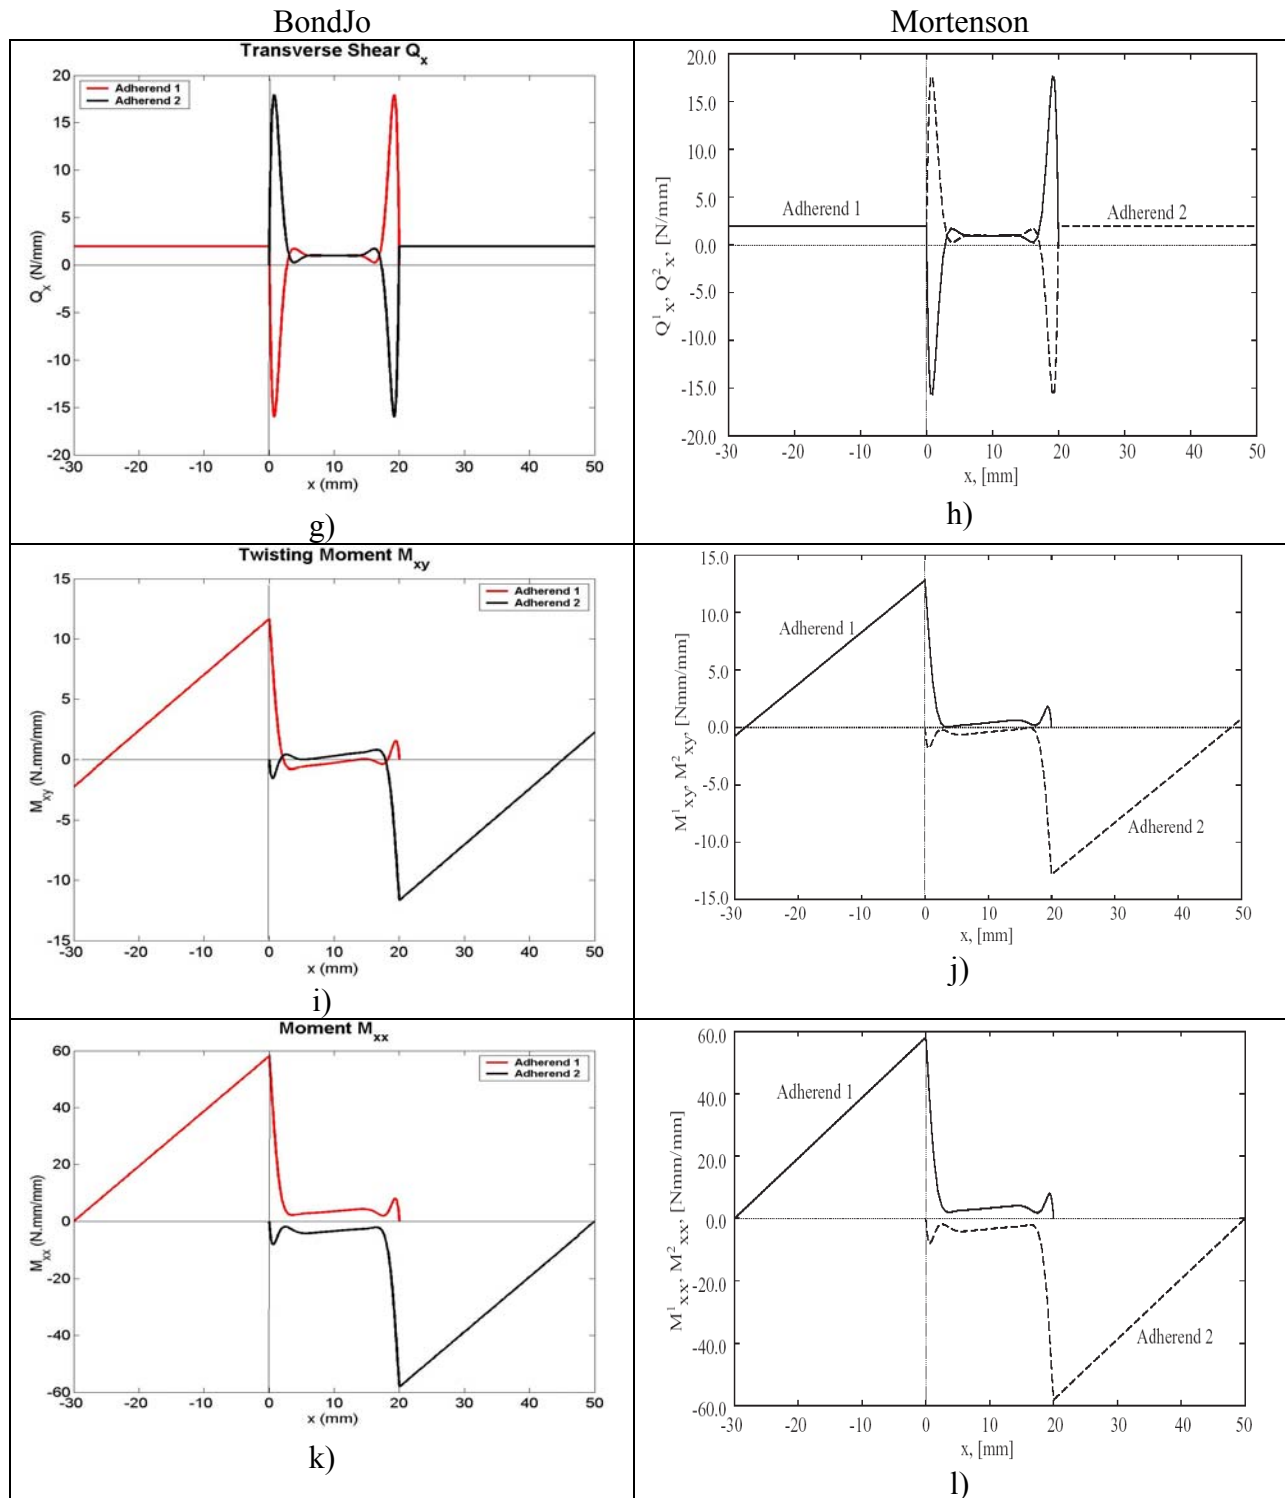 BondJo
Mortenson
Transverse Shear Qx
Adherend 1
Adherend 2
20
15
10
5
0
-5
-10
-15
-20
Qx (N/mm)
-30 -20 -10 0 10 20 30 40 50
x (mm)
g)
20.0
15.0
10.0
5.0
0.0
-5.0
-10.0
-15.0
-20.0
Q¹x, Q²x, [N/mm]
Adherend 1
Adherend 2
-30 -20 -10 0 10 20 30 40 50
x, [mm]
h)
Twisting Moment Mxy
Adherend 1
Adherend 2
15
10
5
0
-5
-10
-15
Mxy (N.mm/mm)
-30 -20 -10 0 10 20 30 40 50
x (mm)
i)
15.0
10.0
5.0
0.0
-5.0
-10.0
-15.0
M¹xy, M²xy, [Nmm/mm]
Adherend 1
Adherend 2
-30 -20 -10 0 10 20 30 40 50
x, [mm]
j)
Moment Mxx
Adherend 1
Adherend 2
60
40
20
0
-20
-40
-60
Mxx (N.mm/mm)
-30 -20 -10 0 10 20 30 40 50
x (mm)
k)
60.0
40.0
20.0
0.0
-20.0
-40.0
-60.0
M¹xx, M²xx, [Nmm/mm]
Adherend 1
Adherend 2
-30 -20 -10 0 10 20 30 40 50
x, [mm]
l)